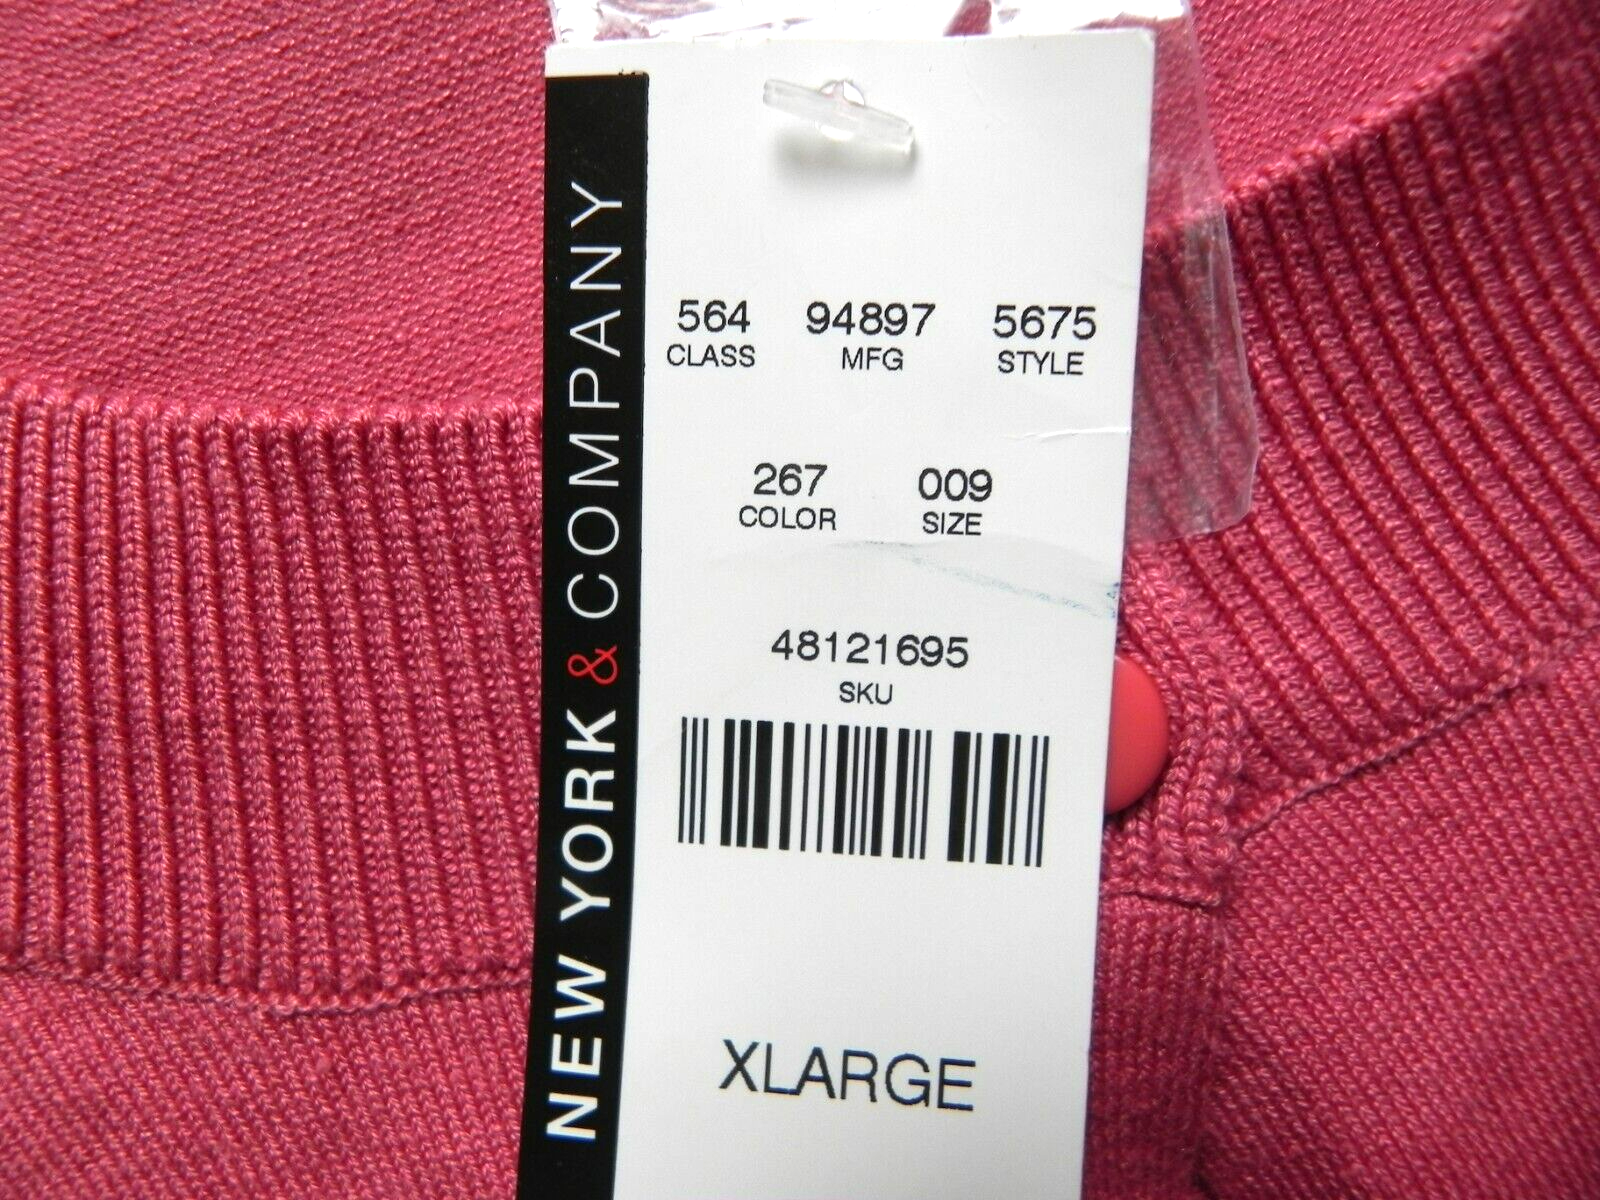 NEW YORK & COMPANY
564 94897 5675
CLASS MFG STYLE
267 009
COLOR SIZE
48121695
SKU
XLARGE